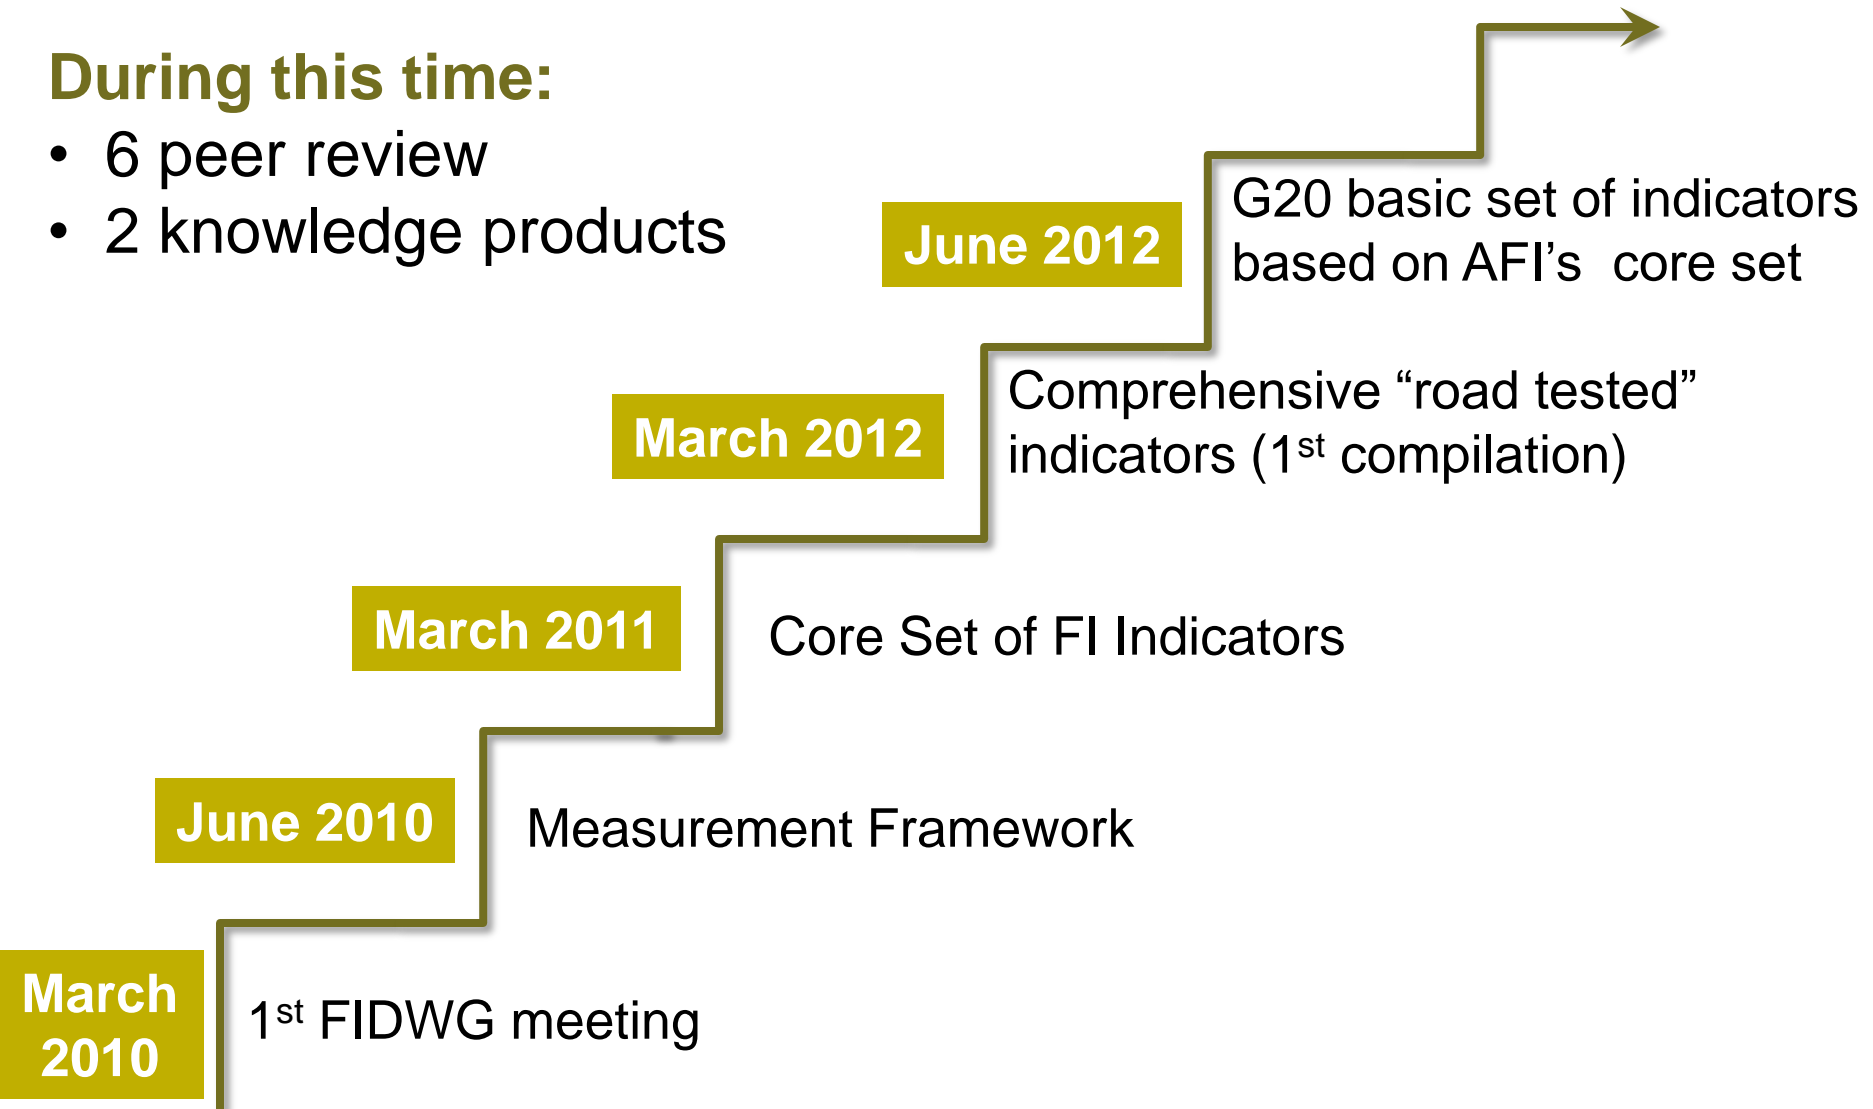 During this time:
• 6 peer review
• 2 knowledge products
June 2012
G20 basic set of indicators
based on AFI’s  core set
March 2012
Comprehensive “road tested”
indicators (1st compilation)
March 2011
Core Set of FI Indicators
June 2010
Measurement Framework
March
2010
1st FIDWG meeting